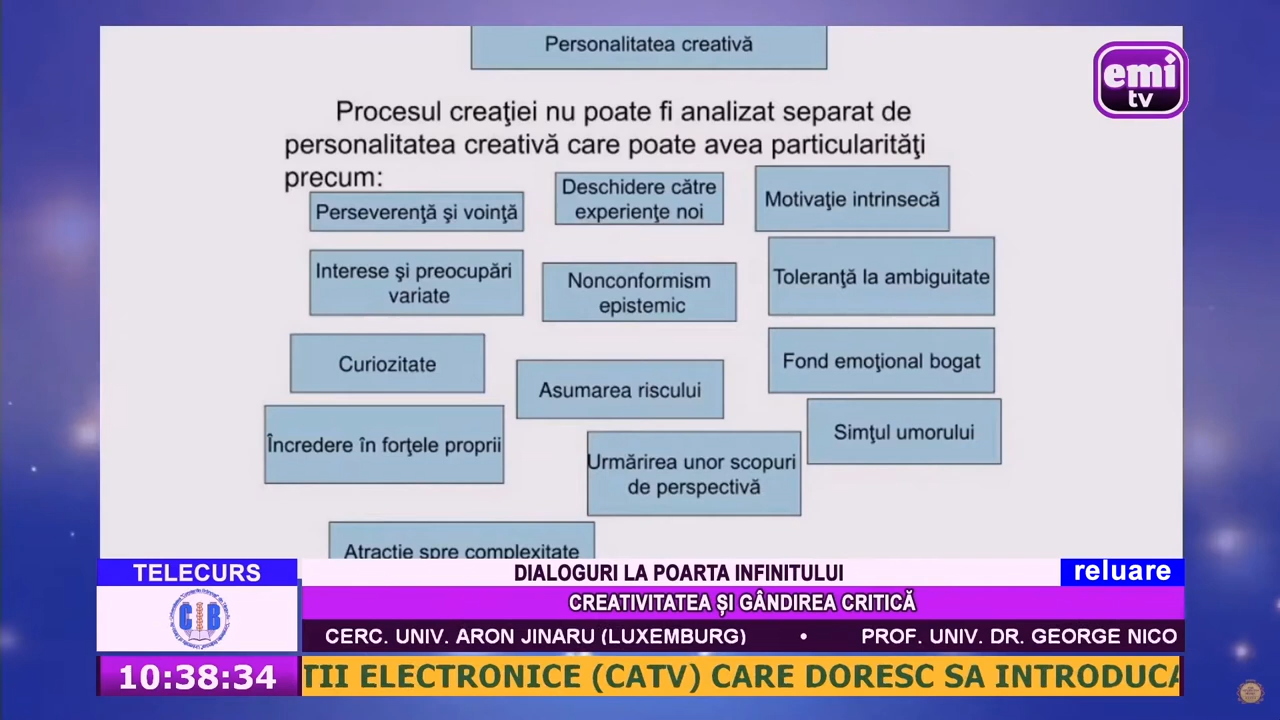 Personalitatea creativă
emi
tv
Procesul creaţiei nu poate fi analizat separat de
personalitatea creativă care poate avea particularităţi
precum:
Perseverenţă şi voinţă
Deschidere către
experienţe noi
Motivaţie intrinsecă
Interese şi preocupări
variate
Nonconformism
epistemic
Toleranţă la ambiguitate
Curiozitate
Asumarea riscului
Fond emoţional bogat
Încredere în forţele proprii
Urmărirea unor scopuri
de perspectivă
Simţul umorului
Atracţie spre complexitate
TELECURS
DIALOGURI LA POARTA INFINITULUI
reluare
CREATIVITATEA ȘI GÂNDIREA CRITICĂ
CERC. UNIV. ARON JINARU (LUXEMBURG) • PROF. UNIV. DR. GEORGE NICO
10:38:34
TII ELECTRONICE (CATV) CARE DORESC SA INTRODUCA